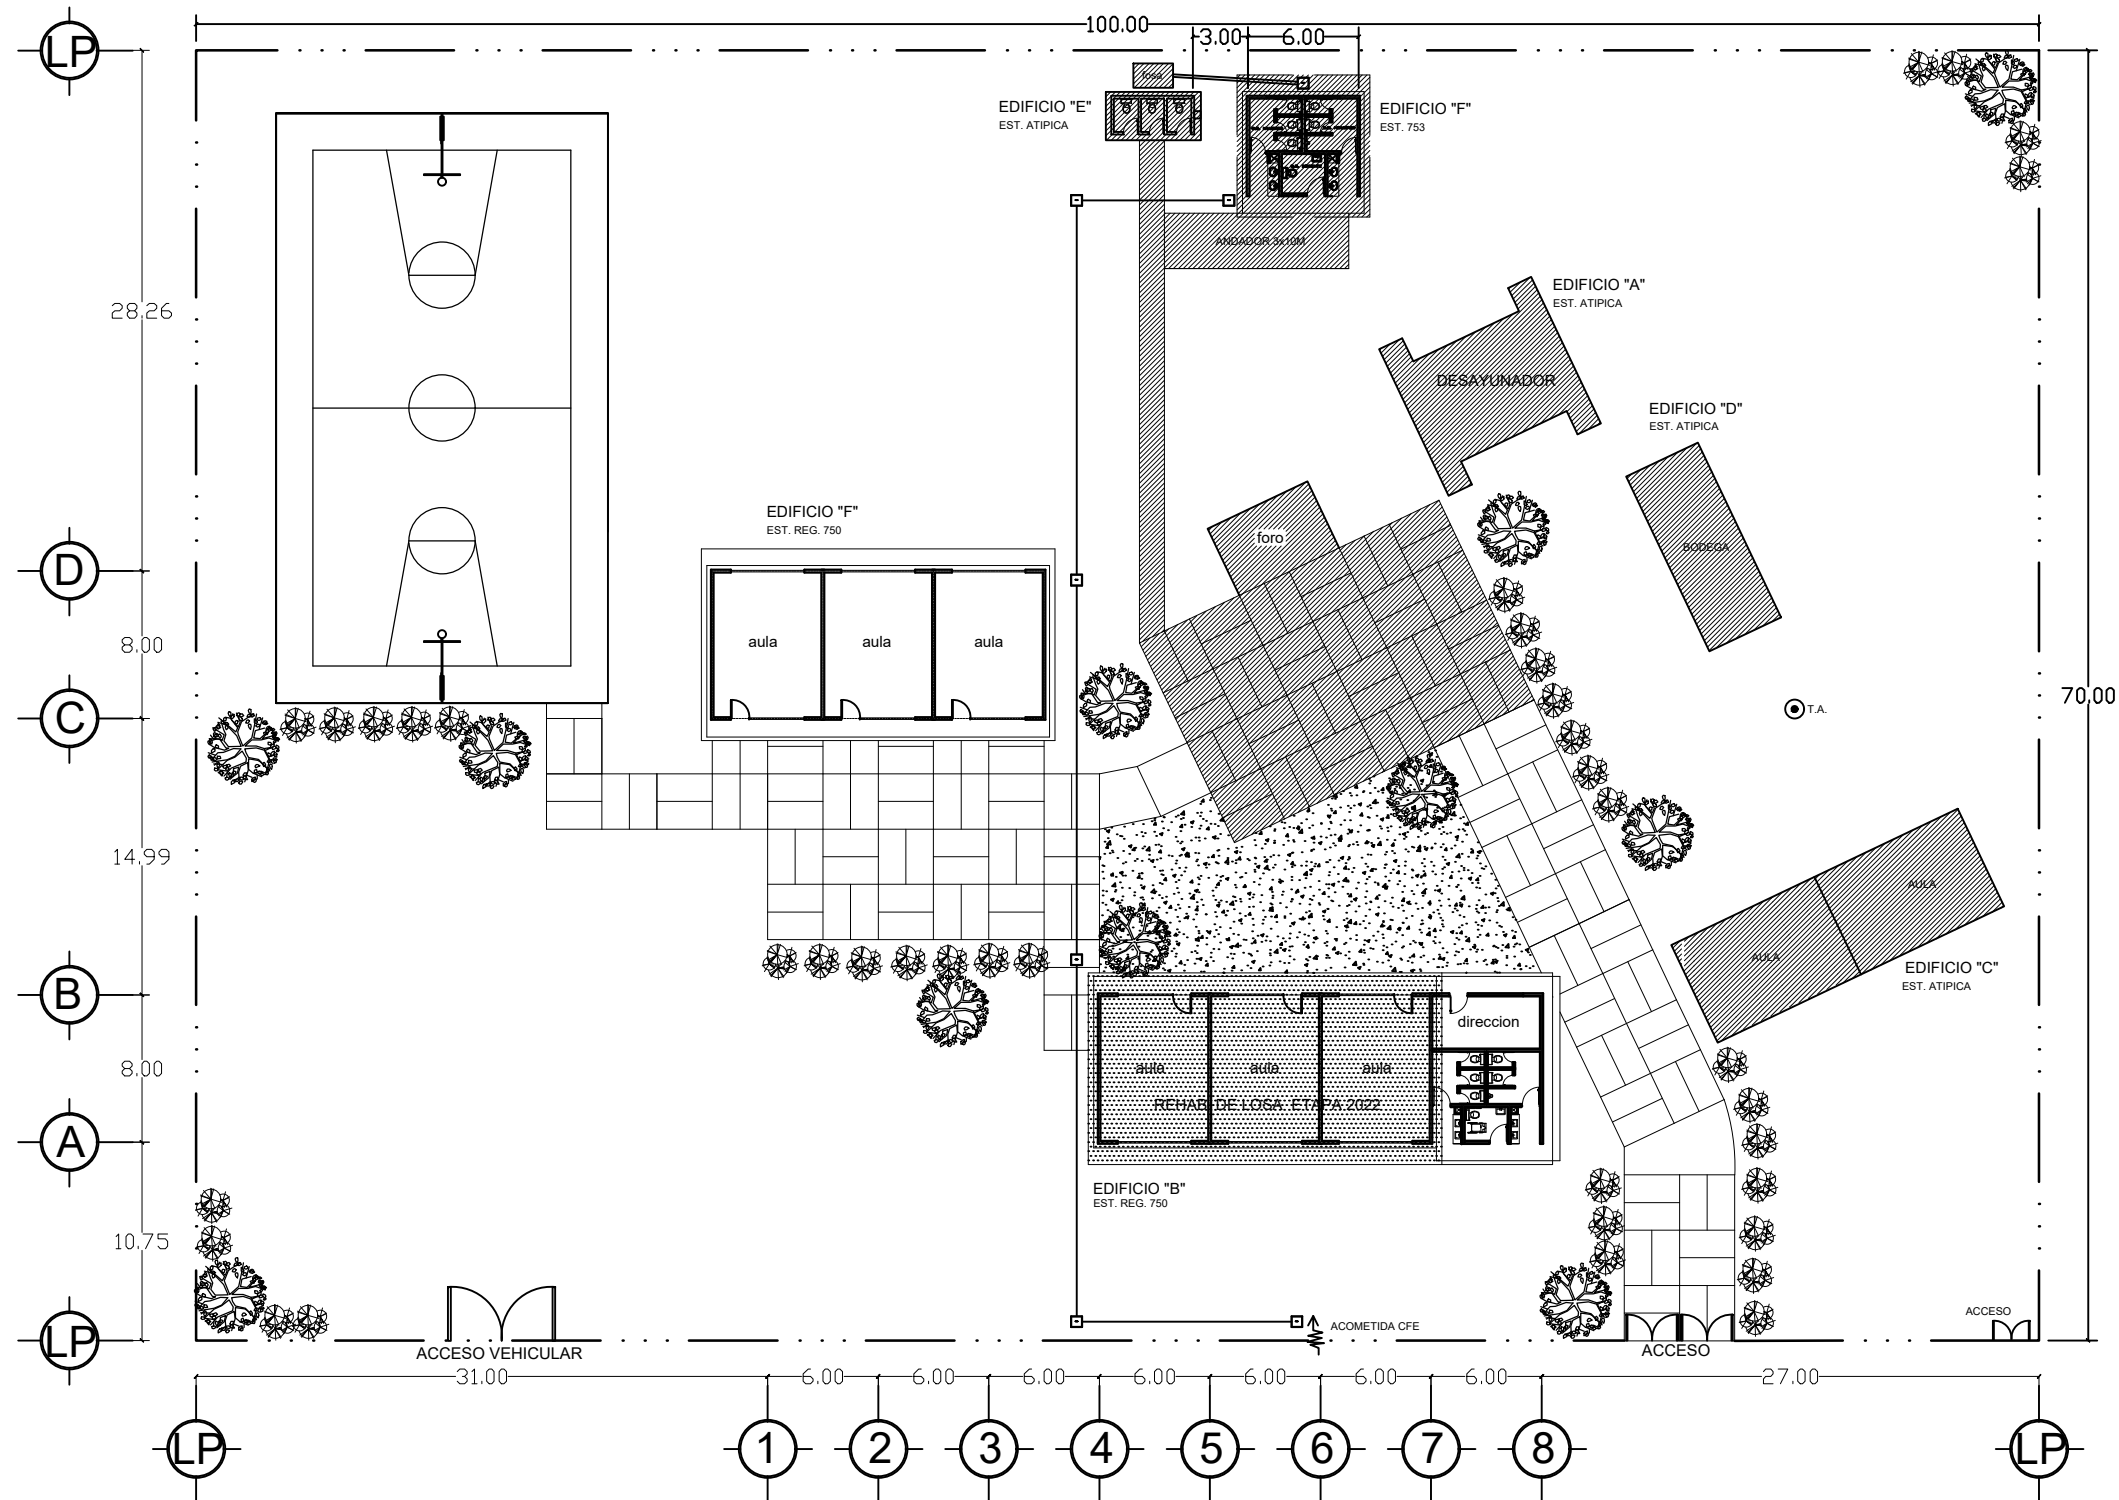 LP
100.00
3.00
6.00
fosa
EDIFICIO "E"
EST. ATIPICA
EDIFICIO "F"
EST. 753
ANDADOR 3x10M
EDIFICIO "A"
EST. ATIPICA
28.26
DESAYUNADOR
EDIFICIO "D"
EST. ATIPICA
EDIFICIO "F"
EST. REG. 750
foro
BODEGA
D
8.00
aula
aula
aula
70.00
C
T.A.
14.99
AULA
AULA
EDIFICIO "C"
EST. ATIPICA
B
direccion
8.00
aula
aula
aula
REHAB. DE LOSA ETAPA 2022
A
EDIFICIO "B"
EST. REG. 750
10.75
ACCESO
ACOMETIDA CFE
LP
ACCESO VEHICULAR
ACCESO
31.00
6.00
6.00
6.00
6.00
6.00
6.00
6.00
27.00
LP
1
2
3
4
5
6
7
8
LP